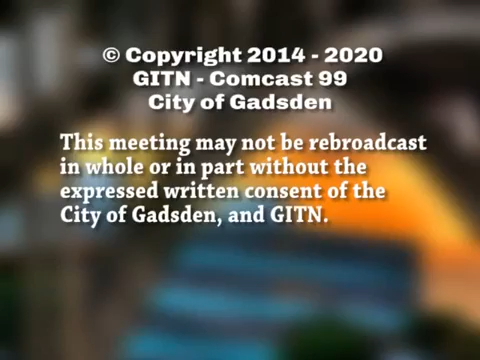 © Copyright 2014 - 2020
GITN - Comcast 99
City of Gadsden
This meeting may not be rebroadcast
in whole or in part without the
expressed written consent of the
City of Gadsden, and GITN.